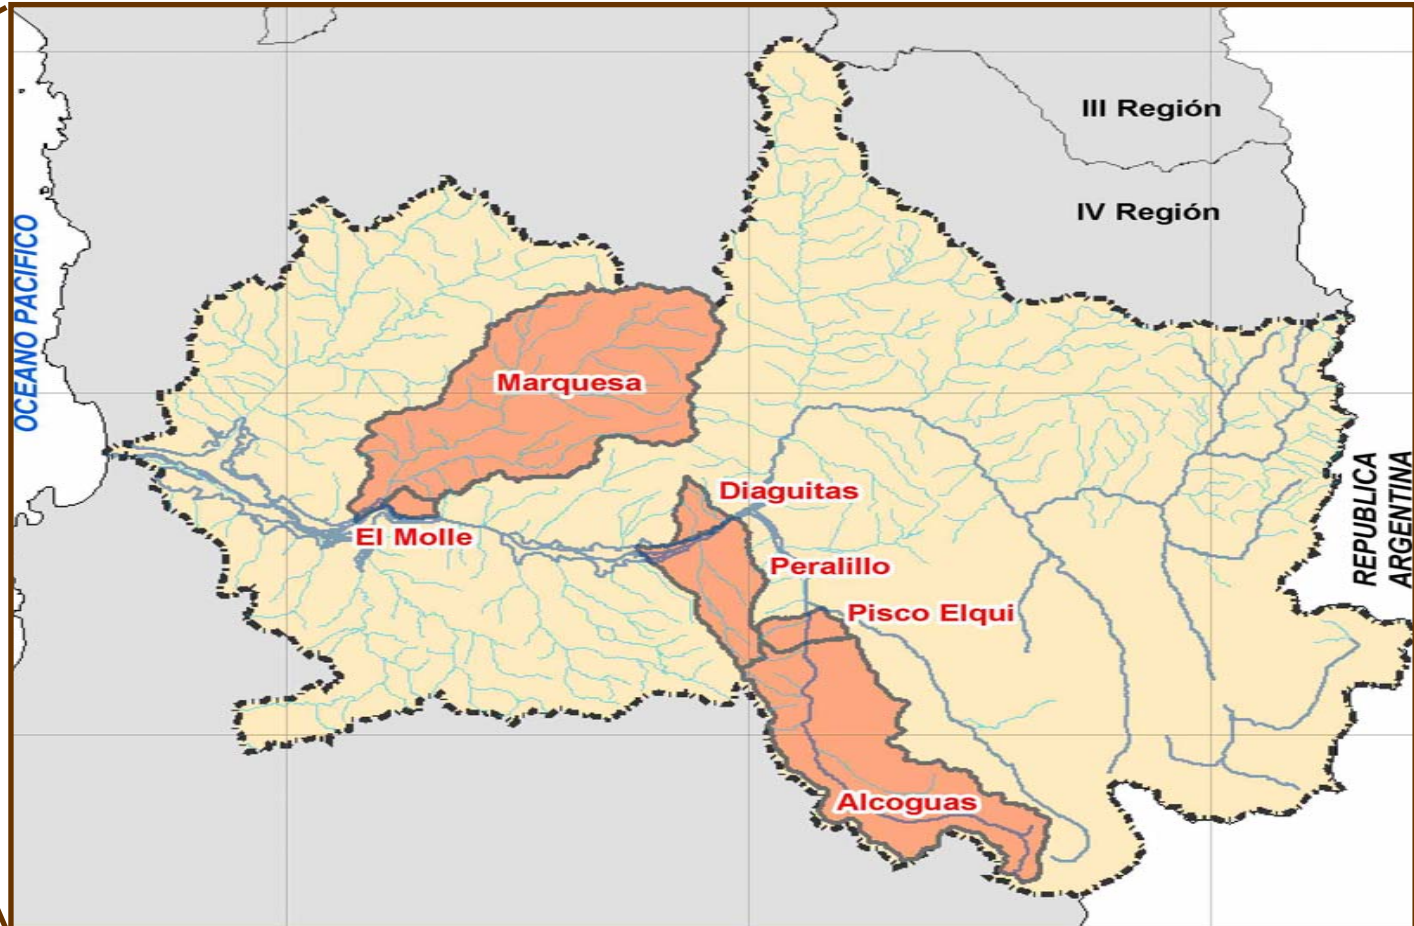 III Región
IV Región
OCEANO PACIFICO
Marquesa
Diaguitas
El Molle
Peralillo
Pisco Elqui
REPUBLICA
ARGENTINA
Alcoguas